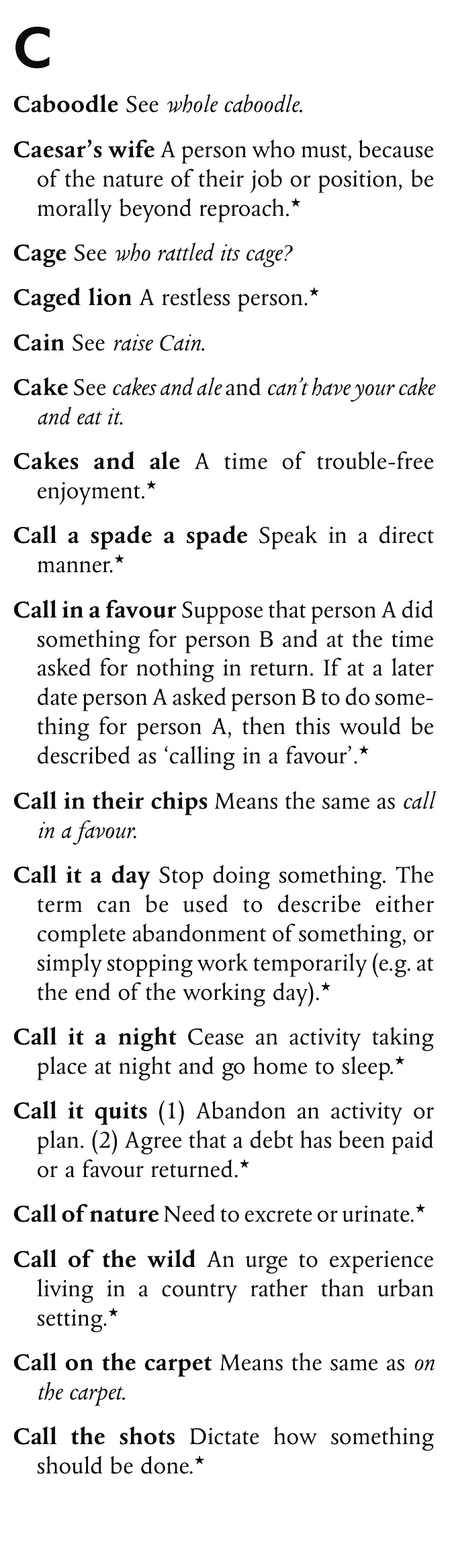 C
Caboodle See whole caboodle.
Caesar’s wife A person who must, because
of the nature of their job or position, be
morally beyond reproach.★
Cage See who rattled its cage?
Caged lion A restless person.★
Cain See raise Cain.
Cake See cakes and ale and can’t have your cake
and eat it.
Cakes and ale A time of trouble-free
enjoyment.★
Call a spade a spade Speak in a direct
manner.★
Call in a favour Suppose that person A did
something for person B and at the time
asked for nothing in return. If at a later
date person A asked person B to do some-
thing for person A, then this would be
described as ‘calling in a favour’.★
Call in their chips Means the same as call
in a favour.
Call it a day Stop doing something. The
term can be used to describe either
complete abandonment of something, or
simply stopping work temporarily (e.g. at
the end of the working day).★
Call it a night Cease an activity taking
place at night and go home to sleep.★
Call it quits (1) Abandon an activity or
plan. (2) Agree that a debt has been paid
or a favour returned.★
Call of nature Need to excrete or urinate.★
Call of the wild An urge to experience
living in a country rather than urban
setting.★
Call on the carpet Means the same as on
the carpet.
Call the shots Dictate how something
should be done.★